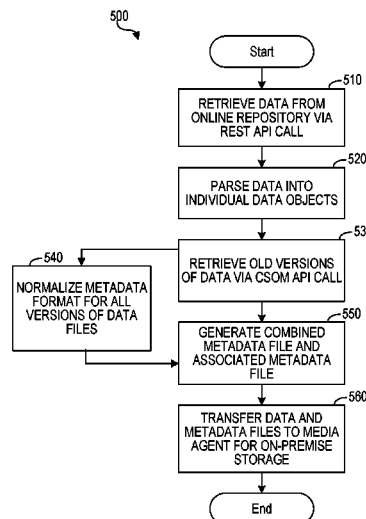 500
Start
510
RETRIEVE DATA FROM
ONLINE REPOSITORY VIA
REST API CALL
520
PARSE DATA INTO
INDIVIDUAL DATA OBJECTS
53
RETRIEVE OLD VERSIONS
OF DATA VIA CSOM API CALL
540
NORMALIZE METADATA
FORMAT FOR ALL
VERSIONS OF DATA
FILES
550
GENERATE COMBINED
METADATA FILE AND
ASSOCIATED METADATA
FILE
560
TRANSFER DATA AND
METADATA FILES TO MEDIA
AGENT FOR ON-PREMISE
STORAGE
End